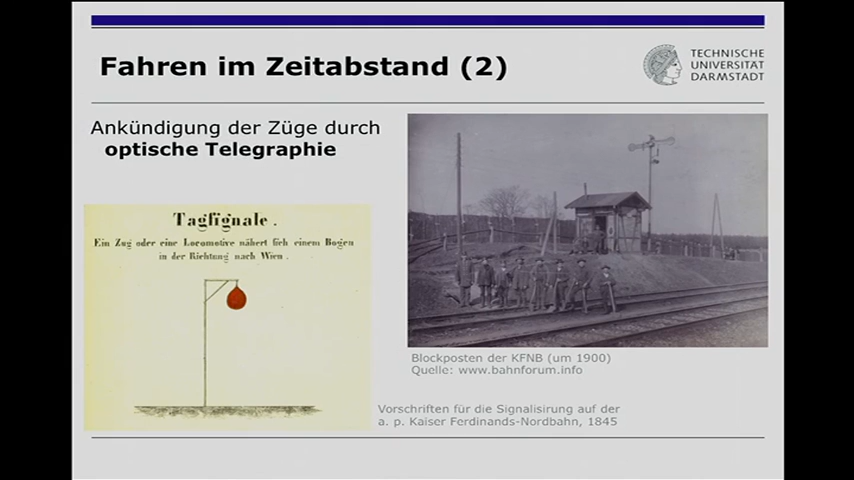 Fahren im Zeitabstand (2)
TECHNISCHE
UNIVERSITÄT
DARMSTADT
Ankündigung der Züge durch
optische Telegraphie
Tagſignale.
Ein Zug oder eine Locomotive nähert ſich einem Bogen
in der Richtung nach Wien.
Blockposten der KFNB (um 1900)
Quelle: www.bahnforum.info
Vorschriften für die Signalisirung auf der
a. p. Kaiser Ferdinands-Nordbahn, 1845